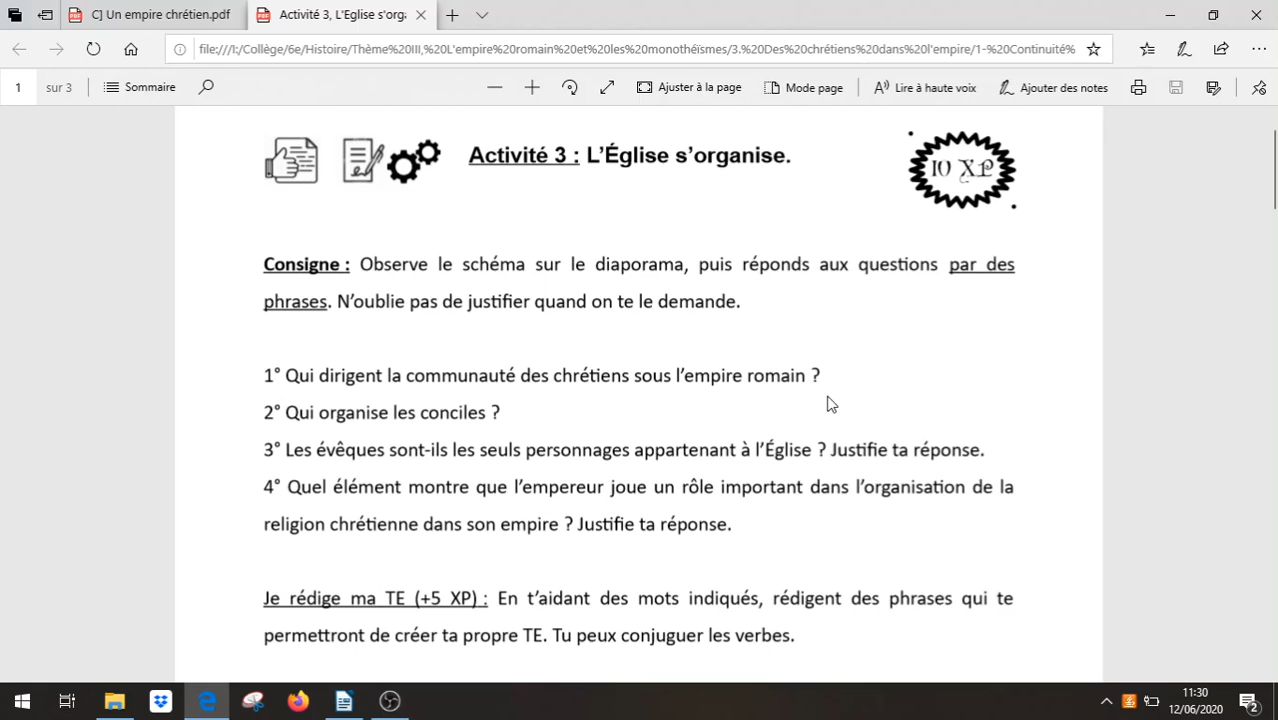 C] Un empire chrétien.pdf
Activité 3, L'Eglise s'orga
file:///I:/Collège/6e/Histoire/Thème%20III,%20L'empire%20romain%20et%20les%20monothéïsmes/3.%20Des%20chrétiens%20dans%20l'empire/1-%20Continuité%
1 sur 3 Sommaire Ajuster à la page Mode page Lire à haute voix Ajouter des notes
Activité 3 : L'Église s'organise.
10 XP
Consigne : Observe le schéma sur le diaporama, puis réponds aux questions par des
phrases. N'oublie pas de justifier quand on te le demande.
1° Qui dirigent la communauté des chrétiens sous l'empire romain ?
2° Qui organise les conciles ?
3° Les évêques sont-ils les seuls personnages appartenant à l'Église ? Justifie ta réponse.
4° Quel élément montre que l'empereur joue un rôle important dans l'organisation de la
religion chrétienne dans son empire ? Justifie ta réponse.
Je rédige ma TE (+5 XP) : En t'aidant des mots indiqués, rédigent des phrases qui te
permettront de créer ta propre TE. Tu peux conjuguer les verbes.
11:30
12/06/2020
2